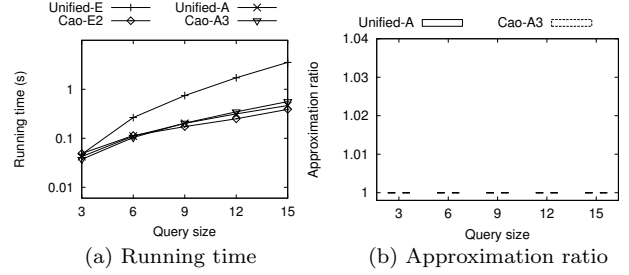 Unified-E Unified-A
Cao-E2 Cao-A3
Running time (s)
1
0.1
0.01
3 6 9 12 15
Query size
(a) Running time
Unified-A Cao-A3
Approximation ratio
1.04
1.03
1.02
1.01
1
3 6 9 12 15
Query size
(b) Approximation ratio